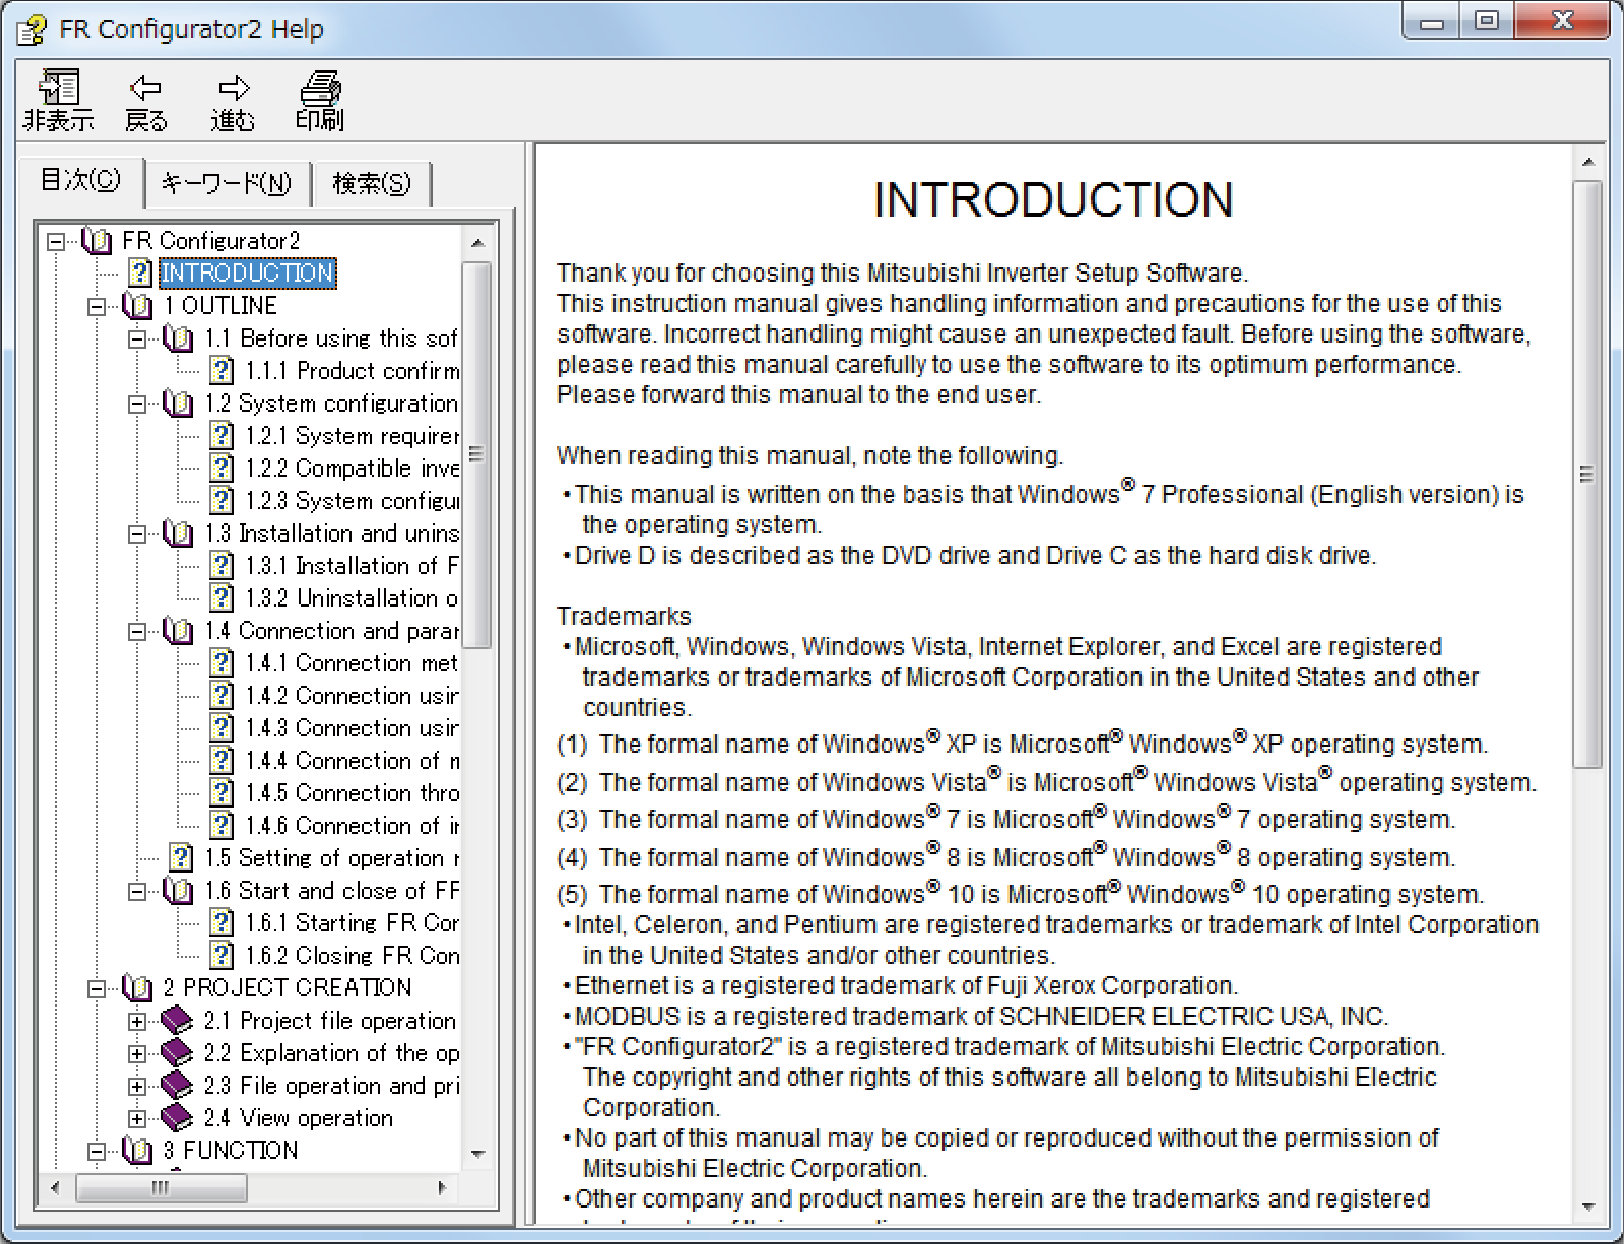 FR Configurator2 Help
非表示 戻る 進む 印刷
目次(C) キーワード(N) 検索(S)
FR Configurator2
INTRODUCTION
1 OUTLINE
1.1 Before using this sof
1.1.1 Product confirm
1.2 System configuration
1.2.1 System requirer
1.2.2 Compatible inve
1.2.3 System configur
1.3 Installation and unins
1.3.1 Installation of F
1.3.2 Uninstallation o
1.4 Connection and parar
1.4.1 Connection met
1.4.2 Connection usin
1.4.3 Connection usin
1.4.4 Connection of m
1.4.5 Connection thro
1.4.6 Connection of in
1.5 Setting of operation
1.6 Start and close of FR
1.6.1 Starting FR Con
1.6.2 Closing FR Con
2 PROJECT CREATION
2.1 Project file operation
2.2 Explanation of the op
2.3 File operation and pri
2.4 View operation
3 FUNCTION
INTRODUCTION
Thank you for choosing this Mitsubishi Inverter Setup Software.
This instruction manual gives handling information and precautions for the use of this
software. Incorrect handling might cause an unexpected fault. Before using the software,
please read this manual carefully to use the software to its optimum performance.
Please forward this manual to the end user.
When reading this manual, note the following.
•This manual is written on the basis that Windows® 7 Professional (English version) is
the operating system.
•Drive D is described as the DVD drive and Drive C as the hard disk drive.
Trademarks
•Microsoft, Windows, Windows Vista, Internet Explorer, and Excel are registered
trademarks or trademarks of Microsoft Corporation in the United States and other
countries.
(1) The formal name of Windows® XP is Microsoft® Windows® XP operating system.
(2) The formal name of Windows Vista® is Microsoft® Windows Vista® operating system.
(3) The formal name of Windows® 7 is Microsoft® Windows® 7 operating system.
(4) The formal name of Windows® 8 is Microsoft® Windows® 8 operating system.
(5) The formal name of Windows® 10 is Microsoft® Windows® 10 operating system.
•Intel, Celeron, and Pentium are registered trademarks or trademark of Intel Corporation
in the United States and/or other countries.
•Ethernet is a registered trademark of Fuji Xerox Corporation.
•MODBUS is a registered trademark of SCHNEIDER ELECTRIC USA, INC.
•"FR Configurator2" is a registered trademark of Mitsubishi Electric Corporation.
The copyright and other rights of this software all belong to Mitsubishi Electric
Corporation.
•No part of this manual may be copied or reproduced without the permission of
Mitsubishi Electric Corporation.
•Other company and product names herein are the trademarks and registered